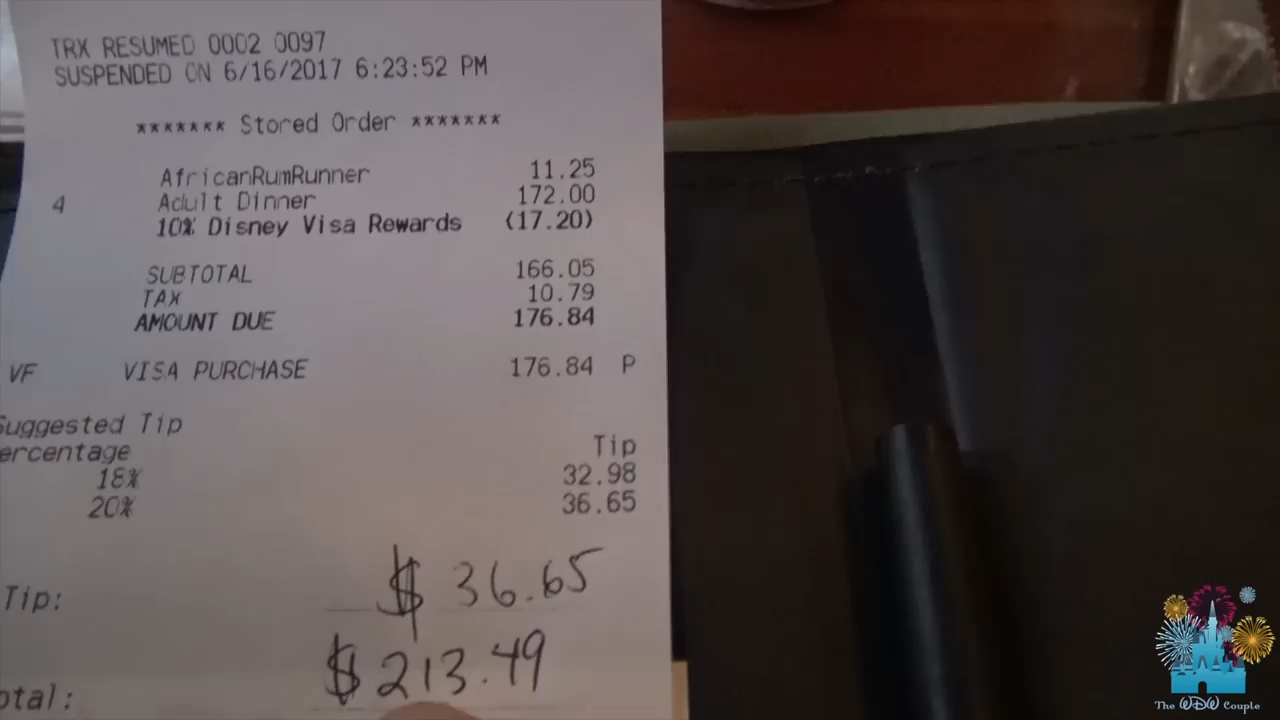 TRX RESUMED 0002 0097
SUSPENDED ON 6/16/2017 6:23:52 PM
******* Stored Order *******
AfricanRumRunner 11.25
4 Adult Dinner 172.00
10% Disney Visa Rewards (17.20)
SUBTOTAL 166.05
TAX 10.79
AMOUNT DUE 176.84
VF VISA PURCHASE 176.84 P
Suggested Tip
ercentage Tip
18% 32.98
20% 36.65
Tip: $ 36.65
otal: $ 213.49
The WDW Couple